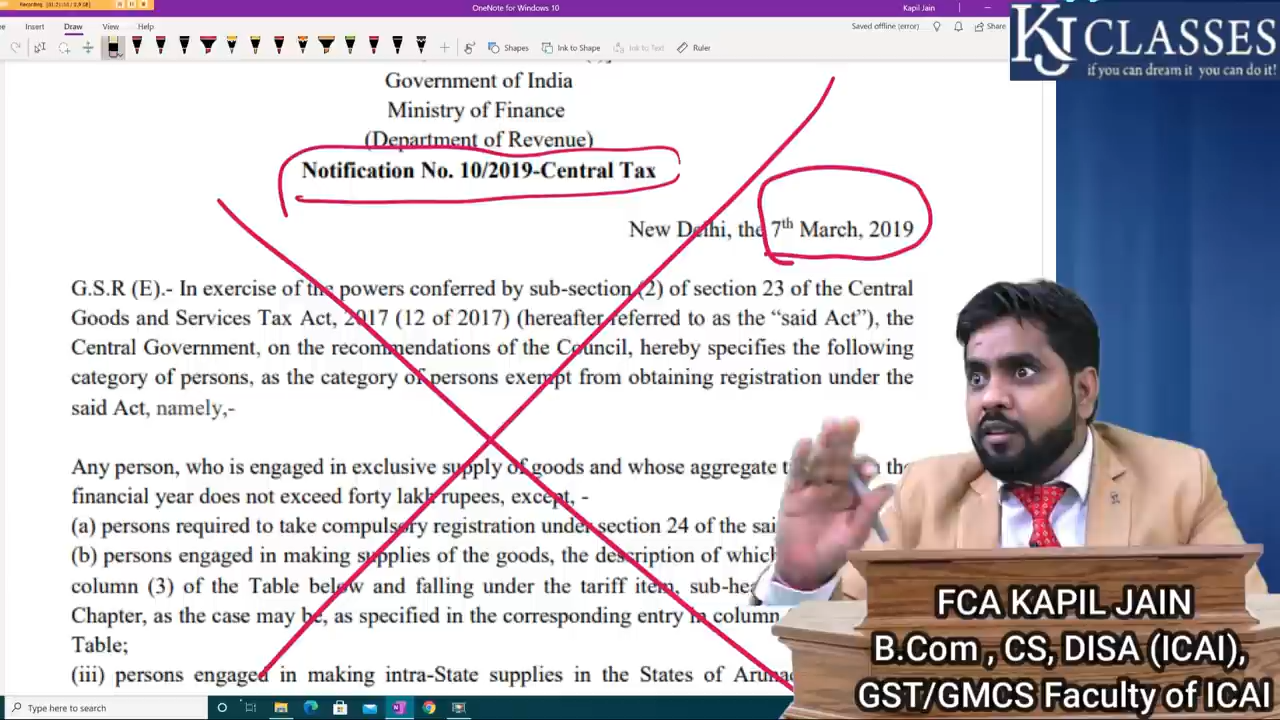 OneNote for Windows 10
Kapil Jain
Insert
Draw
View
Help
Saved offline (error)
Share
Shapes
Ink to Shape
Ink to Text
Ruler
KJ CLASSES
if you can dream it you can do it!
Government of India
Ministry of Finance
(Department of Revenue)
Notification No. 10/2019-Central Tax
New Delhi, the 7th March, 2019
G.S.R (E).- In exercise of the powers conferred by sub-section (2) of section 23 of the Central
Goods and Services Tax Act, 2017 (12 of 2017) (hereafter referred to as the “said Act”), the
Central Government, on the recommendations of the Council, hereby specifies the following
category of persons, as the category of persons exempt from obtaining registration under the
said Act, namely,-
Any person, who is engaged in exclusive supply of goods and whose aggregate the
financial year does not exceed forty lakh rupees, except, -
(a) persons required to take compulsory registration under section 24 of the said
(b) persons engaged in making supplies of the goods, the description of which
column (3) of the Table below and falling under the tariff item,
Chapter, as the case may be, as specified in the corresponding entry in column
Table;
(iii) persons engaged in making intra-State supplies in the States of
FCA KAPIL JAIN
B.Com , CS, DISA (ICAI),
GST/GMCS Faculty of ICAI
Type here to search